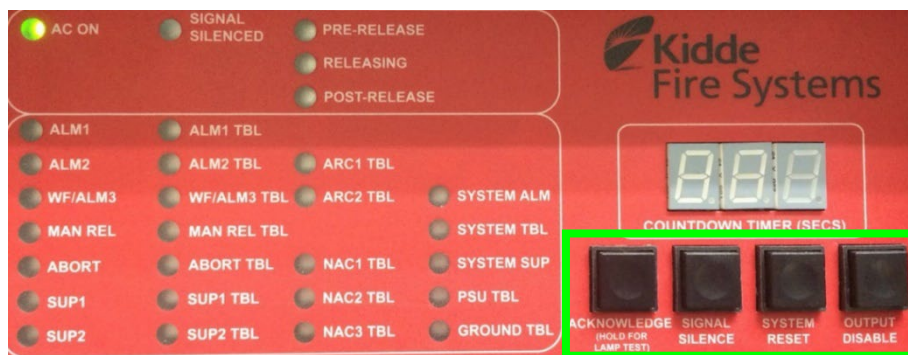 AC ON
SIGNAL
SILENCED
PRE-RELEASE
RELEASING
POST-RELEASE
Kidde
Fire Systems
ALM1
ALM1 TBL
ALM2
ALM2 TBL
ARC1 TBL
WF/ALM3
WF/ALM3 TBL
ARC2 TBL
SYSTEM ALM
MAN REL
MAN REL TBL
SYSTEM TBL
ABORT
ABORT TBL
NAC1 TBL
SYSTEM SUP
SUP1
SUP1 TBL
NAC2 TBL
PSU TBL
SUP2
SUP2 TBL
NAC3 TBL
GROUND TBL
COUNTDOWN TIMER (SECS)
ACKNOWLEDGE
(HOLD FOR
LAMP TEST)
SIGNAL
SILENCE
SYSTEM
RESET
OUTPUT
DISABLE